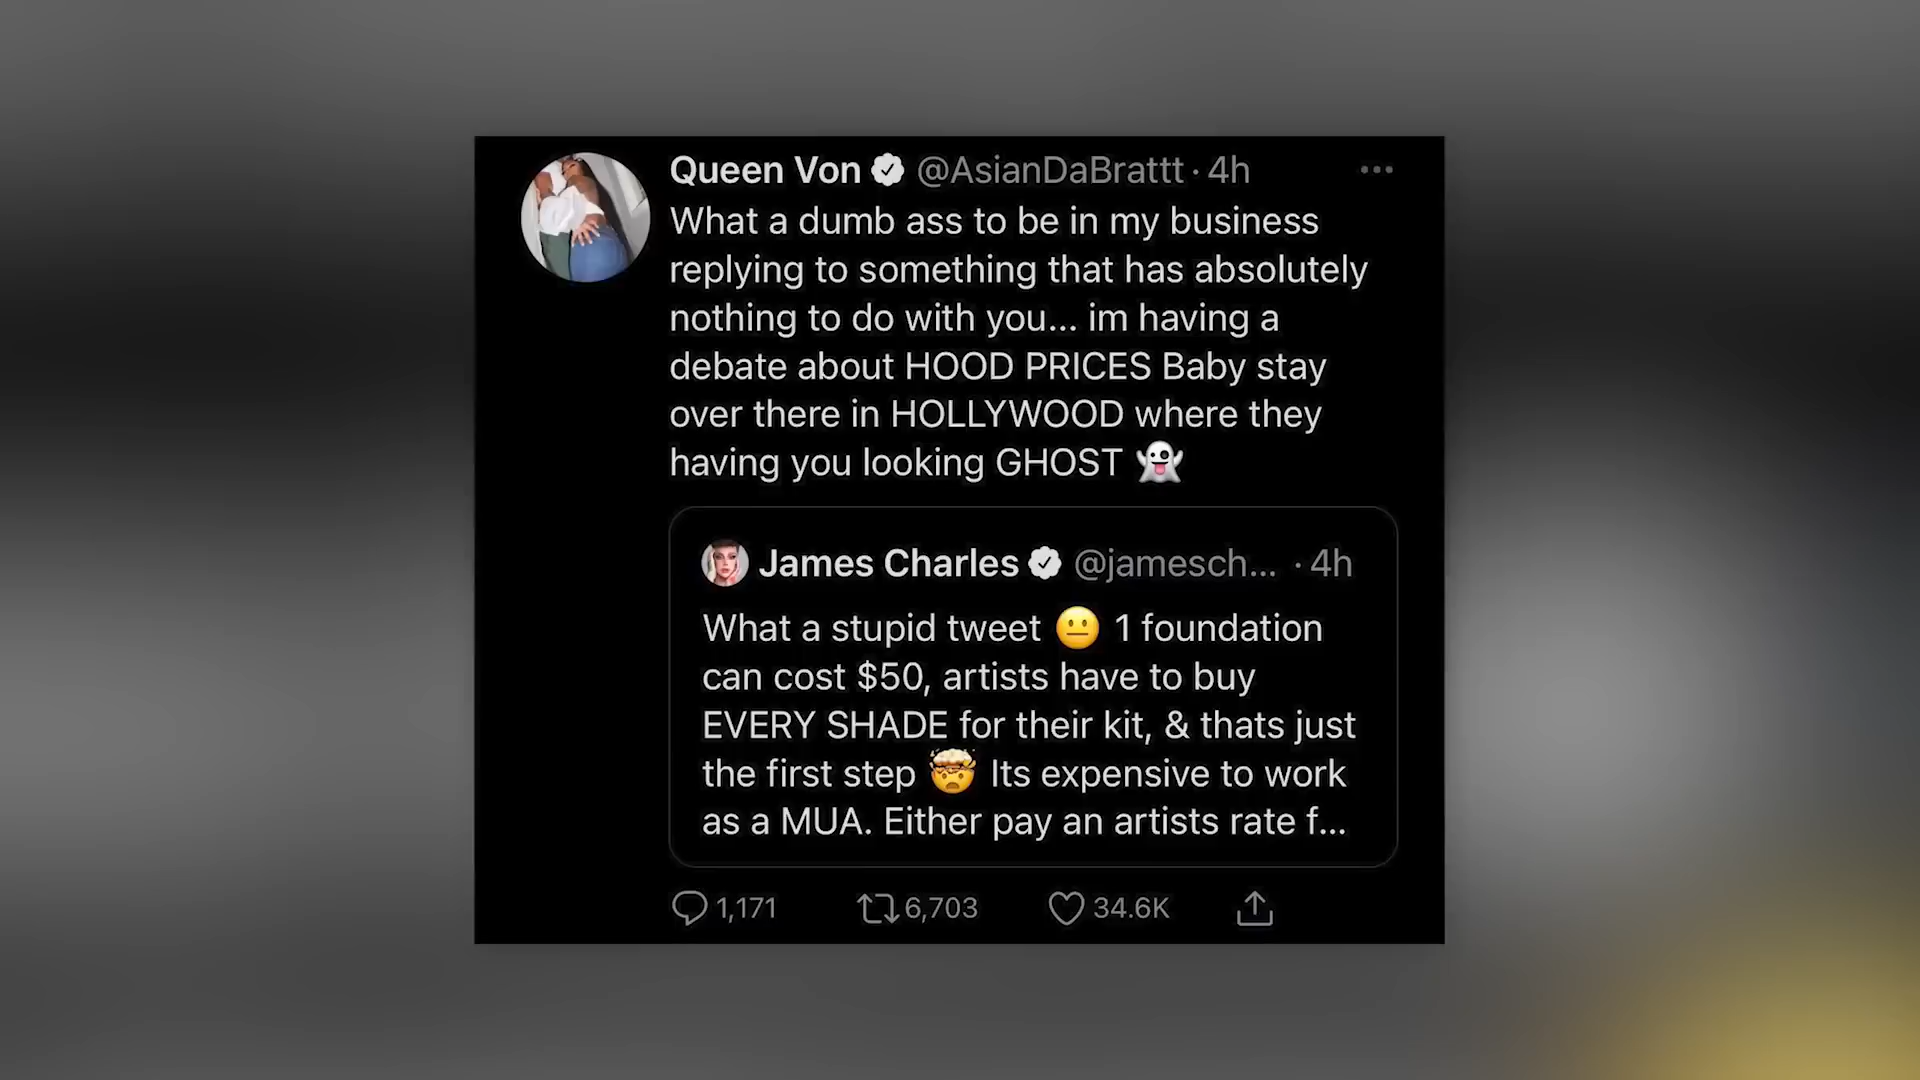 Queen Von @AsianDaBrattt · 4h
What a dumb ass to be in my business
replying to something that has absolutely
nothing to do with you... im having a
debate about HOOD PRICES Baby stay
over there in HOLLYWOOD where they
having you looking GHOST 👻
James Charles @jamesch... · 4h
What a stupid tweet 😐 1 foundation
can cost $50, artists have to buy
EVERY SHADE for their kit, & thats just
the first step 🤯 Its expensive to work
as a MUA. Either pay an artists rate f...
1,171 6,703 34.6K